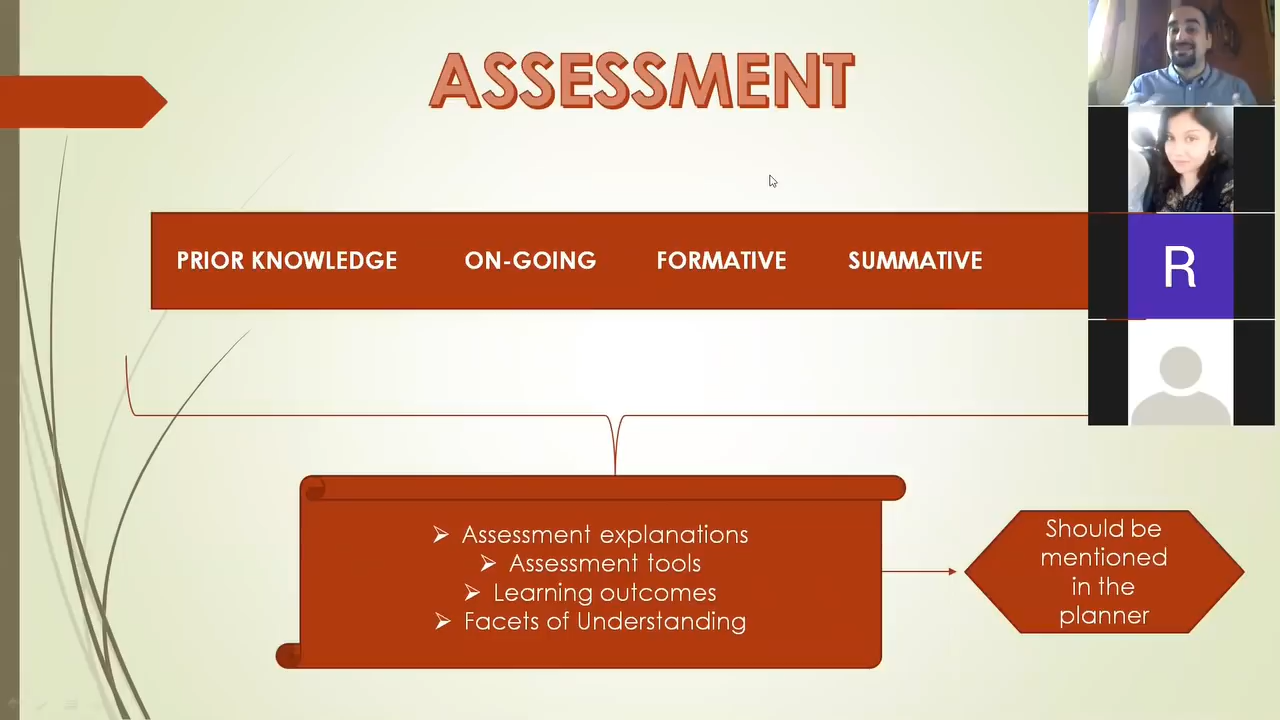 ASSESSMENT
PRIOR KNOWLEDGE ON-GOING FORMATIVE SUMMATIVE
R
Assessment explanations
Assessment tools
Learning outcomes
Facets of Understanding
Should be
mentioned
in the
planner